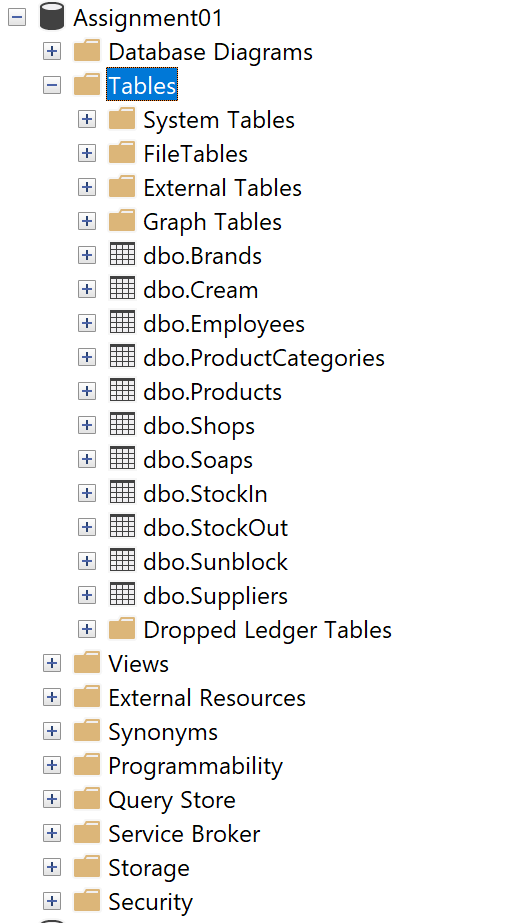 Assignment01
Database Diagrams
Tables
System Tables
FileTables
External Tables
Graph Tables
dbo.Brands
dbo.Cream
dbo.Employees
dbo.ProductCategories
dbo.Products
dbo.Shops
dbo.Soaps
dbo.StockIn
dbo.StockOut
dbo.Sunblock
dbo.Suppliers
Dropped Ledger Tables
Views
External Resources
Synonyms
Programmability
Query Store
Service Broker
Storage
Security